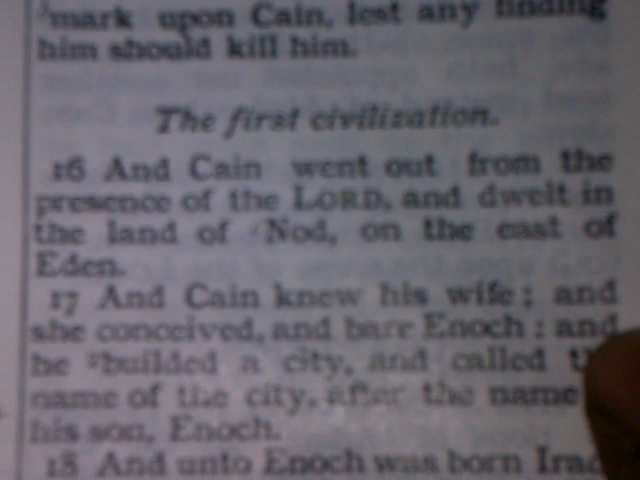 mark upon Cain, lest any finding
him should kill him.
The first civilization.
16 And Cain went out from the
presence of the LORD, and dwelt in
the land of Nod, on the east of
Eden.
17 And Cain knew his wife; and
she conceived, and bare Enoch: and
he builded a city, and called
name of the city, after the name
his son, Enoch.
18 And unto Enoch was born